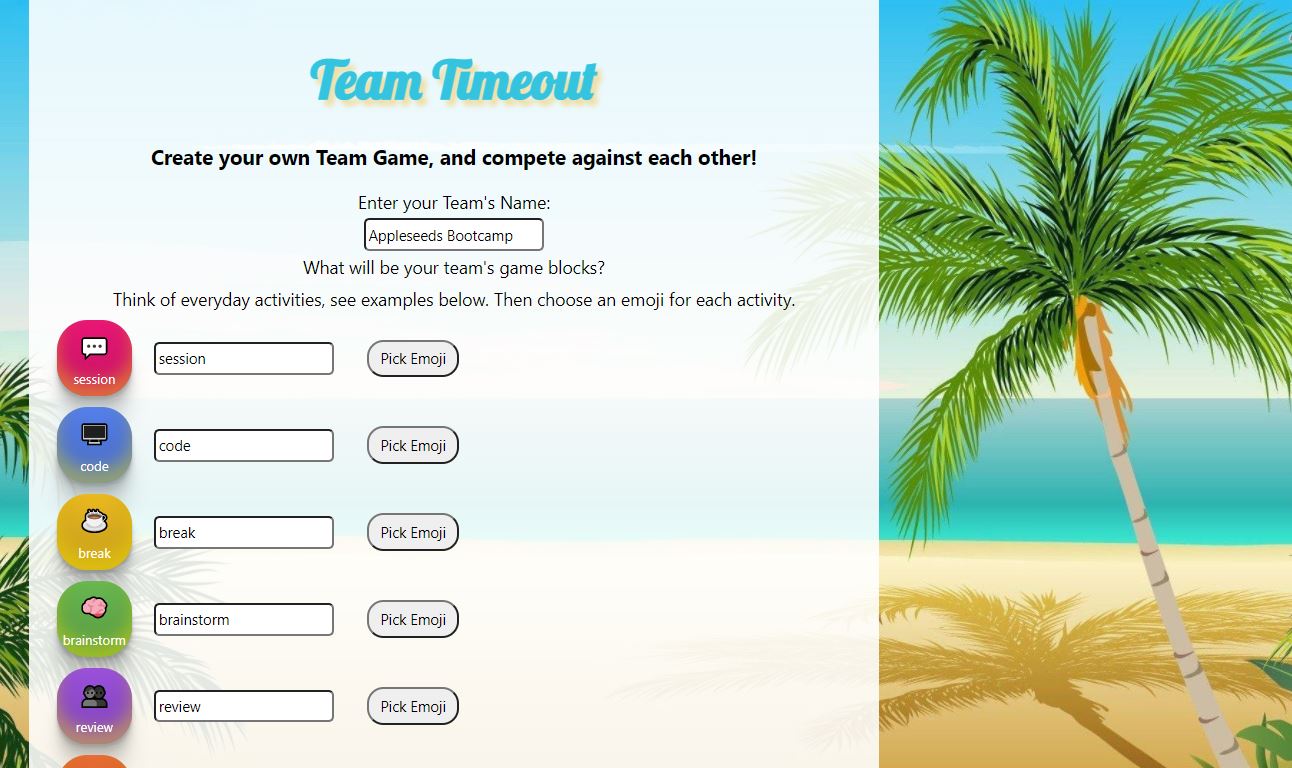 Team Timeout
Create your own Team Game, and compete against each other!
Enter your Team's Name:
Appleseeds Bootcamp
What will be your team's game blocks?
Think of everyday activities, see examples below. Then choose an emoji for each activity.
session
session
Pick Emoji
code
code
Pick Emoji
break
break
Pick Emoji
brainstorm
brainstorm
Pick Emoji
review
review
Pick Emoji